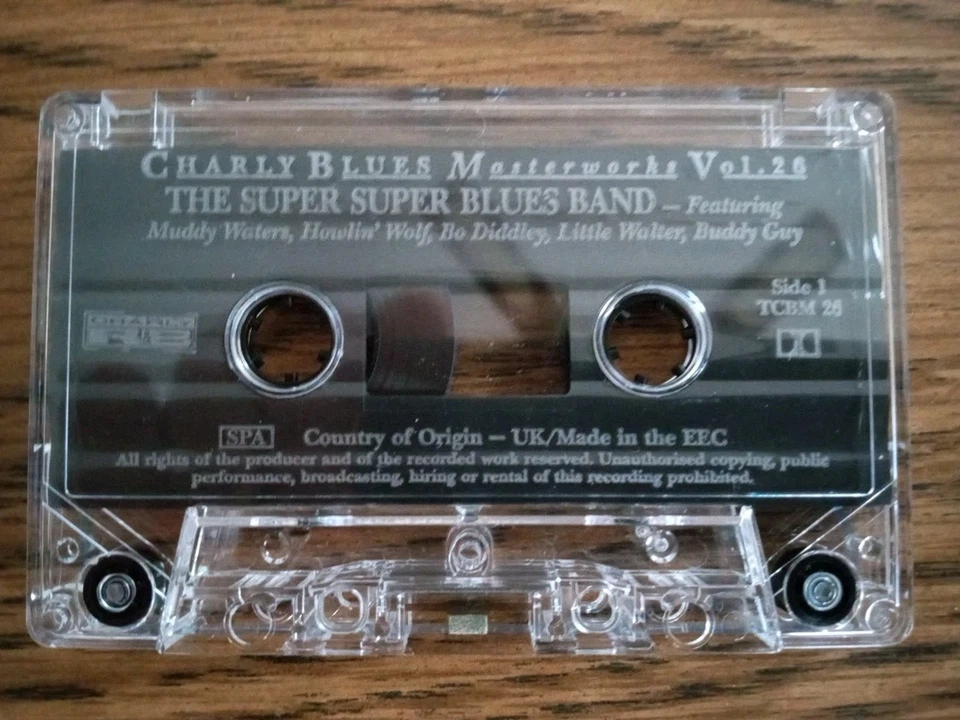 CHARLY BLUES Masterworks Vol.26
THE SUPER SUPER BLUES BAND – Featuring
Muddy Waters, Howlin' Wolf, Bo Diddley, Little Walter, Buddy Guy
Side 1
TCBM 26
CHARLY
SPA Country of Origin – UK/Made in the EEC
All rights of the producer and of the recorded work reserved. Unauthorised copying, public
performance, broadcasting, hiring or rental of this recording prohibited.